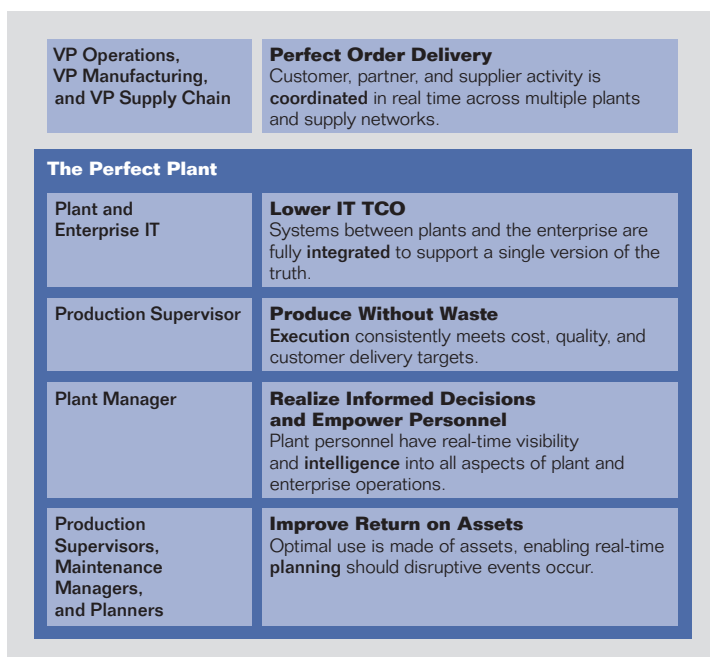 VP Operations,
VP Manufacturing,
and VP Supply Chain
Perfect Order Delivery
Customer, partner, and supplier activity is
coordinated in real time across multiple plants
and supply networks.
The Perfect Plant
Plant and
Enterprise IT
Lower IT TCO
Systems between plants and the enterprise are
fully integrated to support a single version of the
truth.
Production Supervisor
Produce Without Waste
Execution consistently meets cost, quality, and
customer delivery targets.
Plant Manager
Realize Informed Decisions
and Empower Personnel
Plant personnel have real-time visibility
and intelligence into all aspects of plant and
enterprise operations.
Production
Supervisors,
Maintenance
Managers,
and Planners
Improve Return on Assets
Optimal use is made of assets, enabling real-time
planning should disruptive events occur.